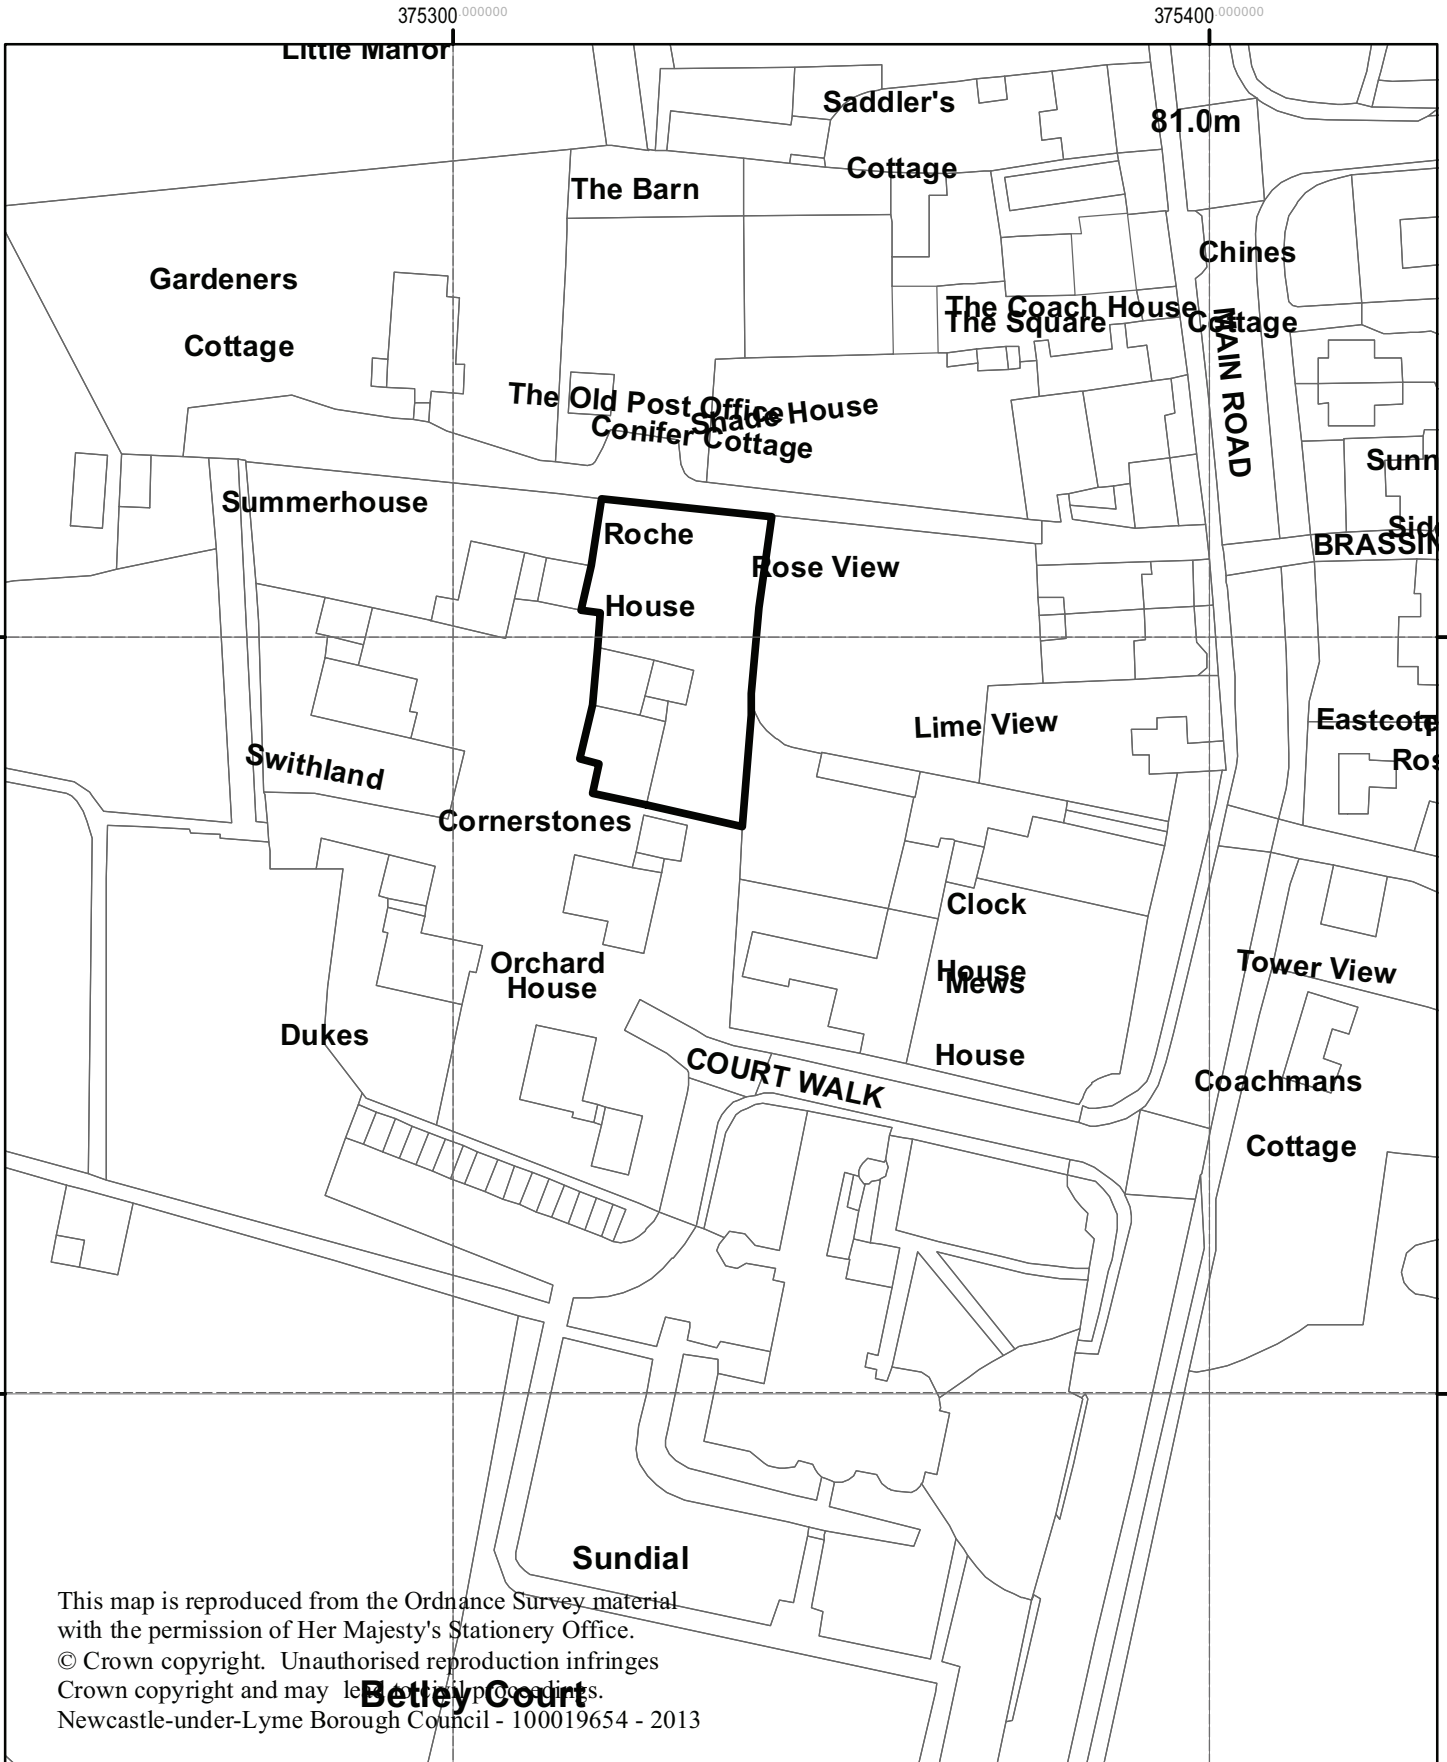 375300.000000
375400.000000
Little Manor
Saddler's
Cottage
81.0m
The Barn
Chines
Cottage
Gardeners
Cottage
The Coach House
The Square
MAIN ROAD
The Old Post Office
Shade House
Conifer Cottage
Summerhouse
Roche
House
Rose View
BRASSIN
Lime View
Eastcote
Swithland
Cornerstones
Clock
House
Mews
House
Orchard
House
Tower View
Dukes
COURT WALK
Coachmans
Cottage
Sundial
This map is reproduced from the Ordnance Survey material
with the permission of Her Majesty's Stationery Office.
© Crown copyright. Unauthorised reproduction infringes
Crown copyright and may lead to civil proceedings.
Betley Court
Newcastle-under-Lyme Borough Council - 100019654 - 2013